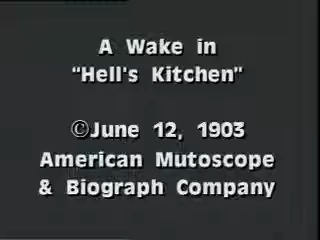 A Wake in
“Hell's Kitchen”
©June 12, 1903
American Mutoscope
& Biograph Company